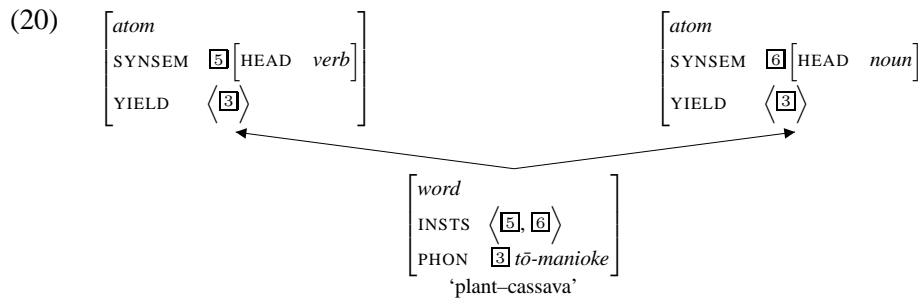 (20)
atom
SYNSEM 5 [HEAD verb]
YIELD ⟨3⟩
atom
SYNSEM 6 [HEAD noun]
YIELD ⟨3⟩
word
INSTS ⟨5, 6⟩
PHON 3 tō-manioke
‘plant–cassava’